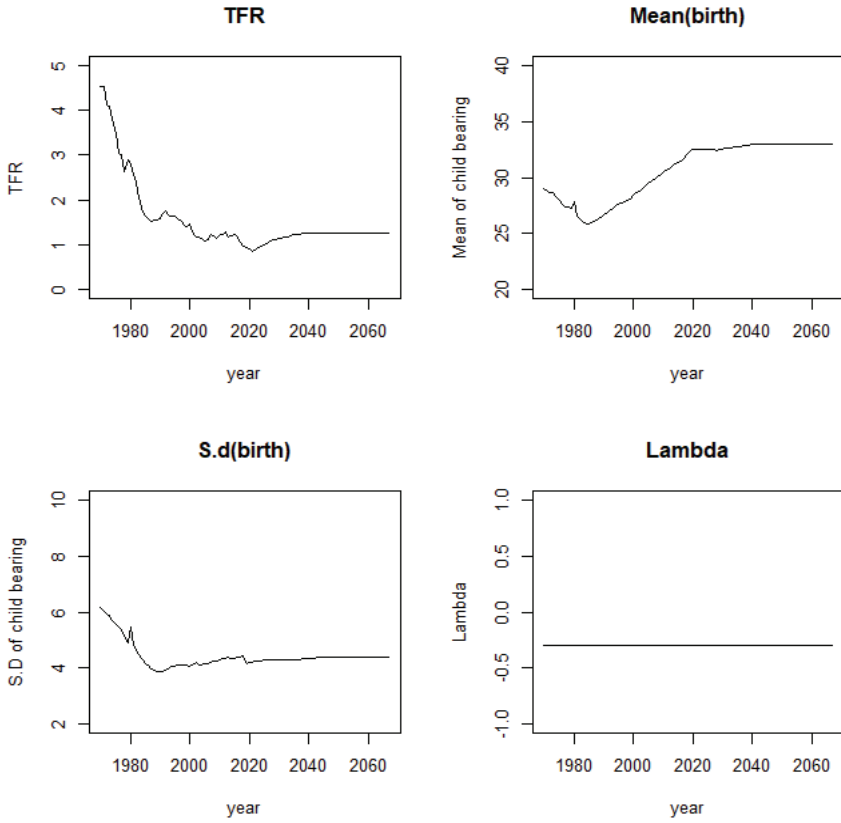 TFR
TFR
5
4
3
2
1
0
1980 2000 2020 2040 2060
year
Mean(birth)
Mean of child bearing
40
35
30
25
20
1980 2000 2020 2040 2060
year
S.d(birth)
S.D of child bearing
10
8
6
4
2
1980 2000 2020 2040 2060
year
Lambda
Lambda
1.0
0.5
0.0
-0.5
-1.0
1980 2000 2020 2040 2060
year